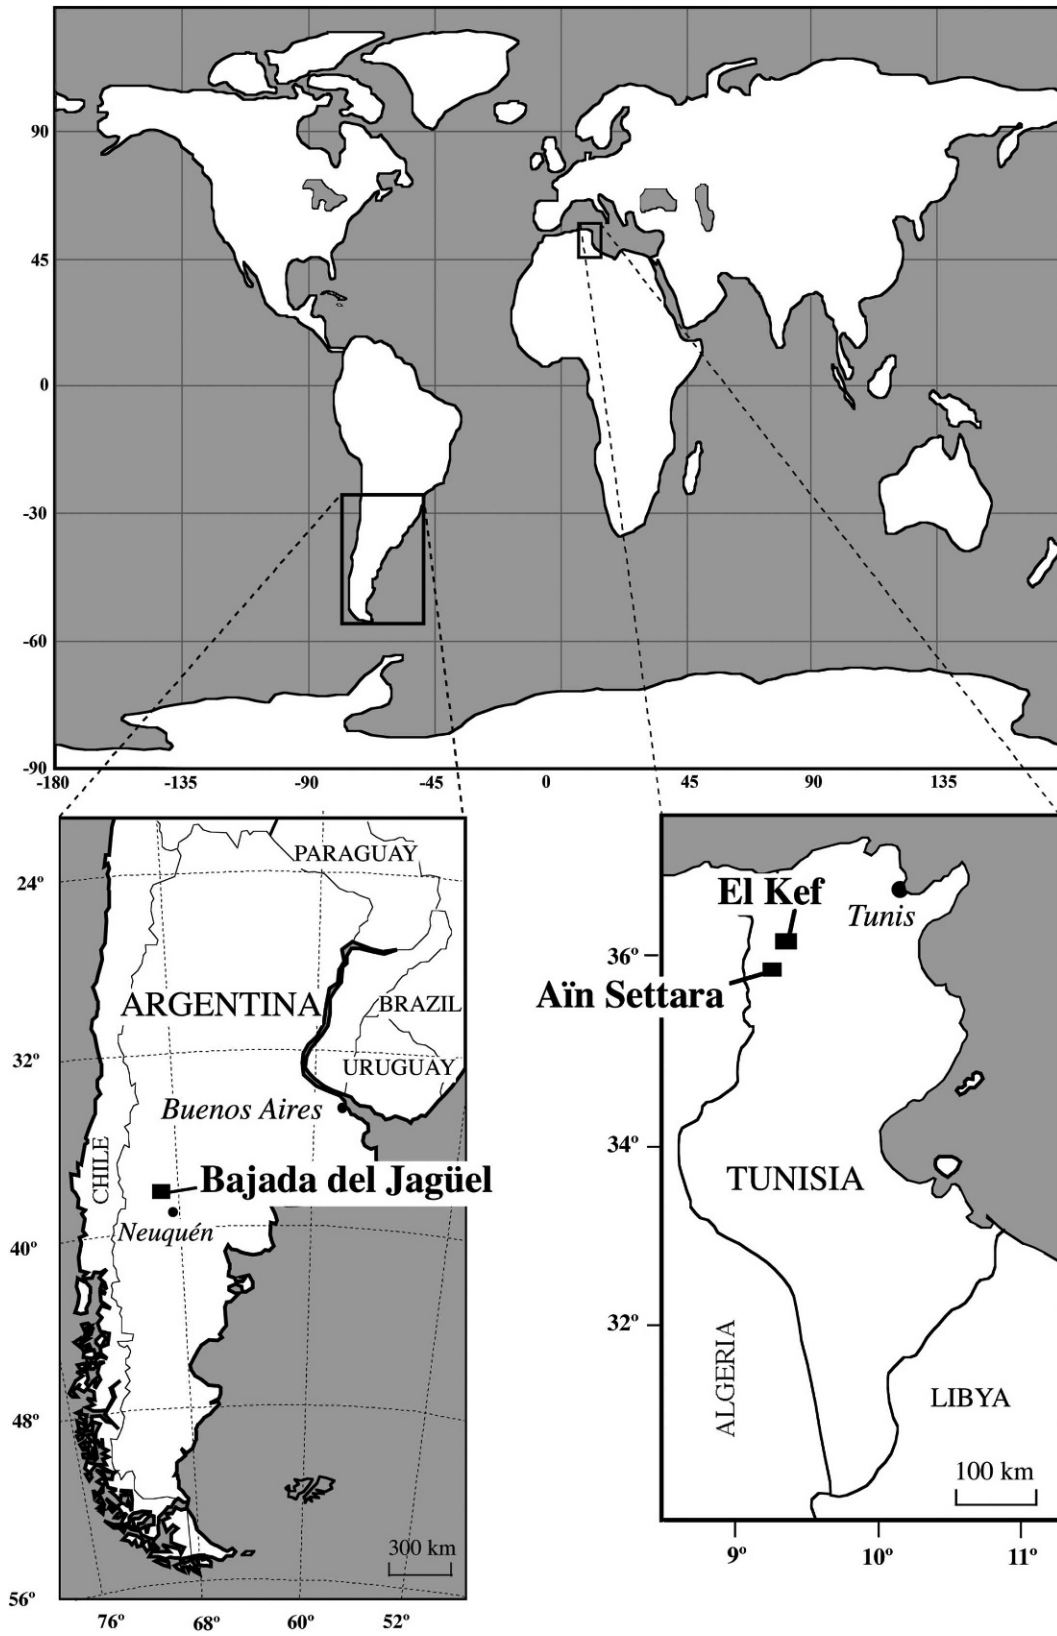 90
45
0
-30
-60
-90
-180
-135
-90
-45
0
45
90
135
PARAGUAY
24º
ARGENTINA
BRAZIL
32º
URUGUAY
Buenos Aires
CHILE
Bajada del Jagüel
Neuquén
40º
48º
300 km
56º
76º
68º
60º
52º
El Kef
Tunis
36º
Aïn Settara
34º
TUNISIA
32º
ALGERIA
LIBYA
100 km
9º
10º
11º